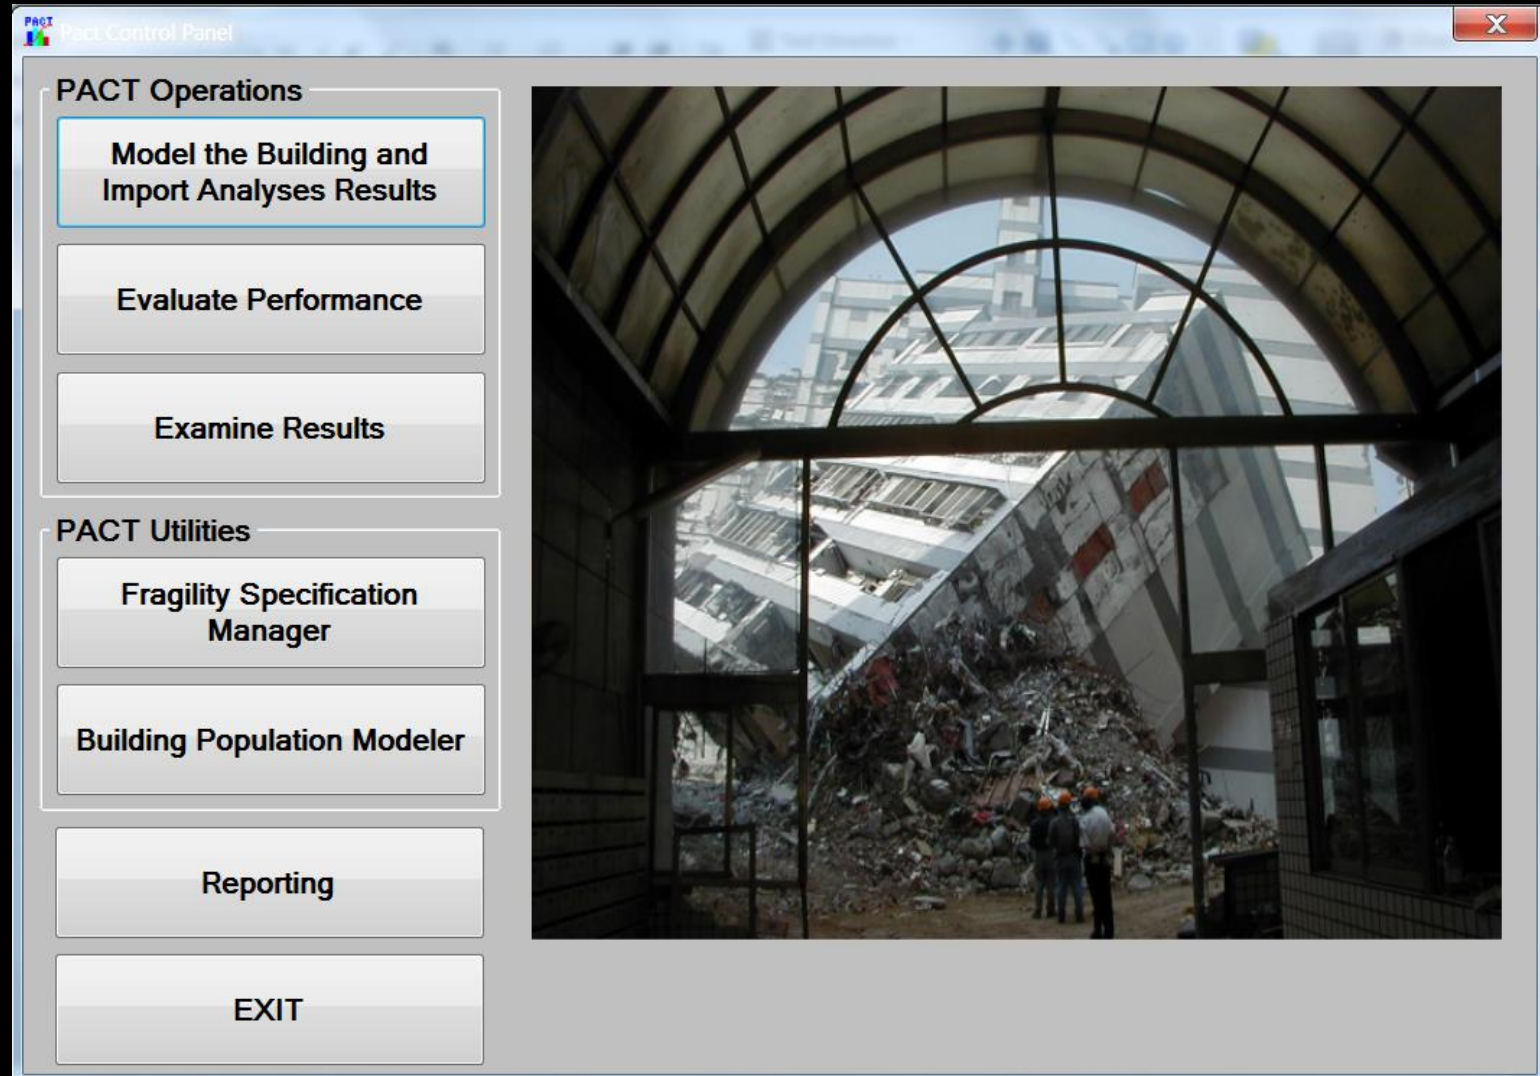 PACT
Pact Control Panel
PACT Operations
Model the Building and
Import Analyses Results
Evaluate Performance
Examine Results
PACT Utilities
Fragility Specification
Manager
Building Population Modeler
Reporting
EXIT